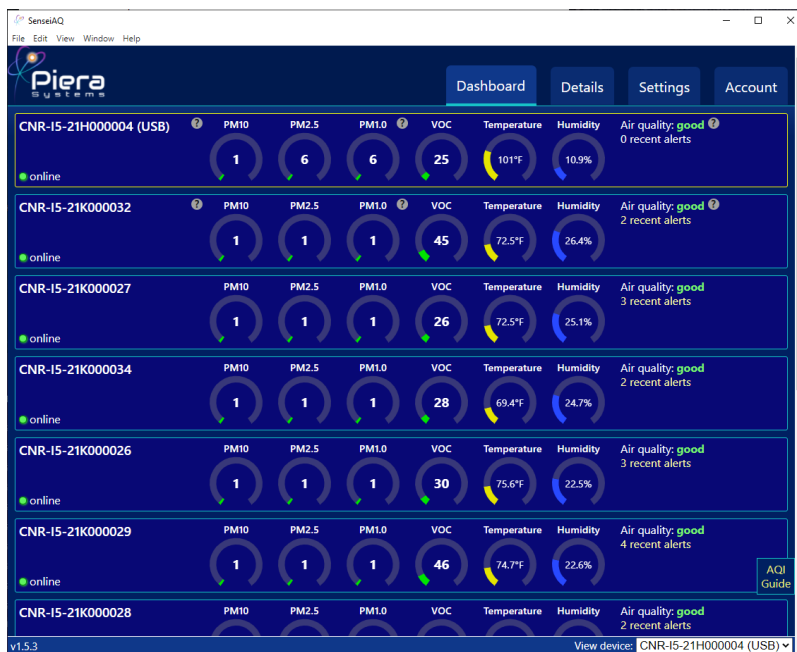 SenseiAQ
File Edit View Window Help
Piera
Systems
Dashboard Details Settings Account
CNR-I5-21H000004 (USB) ? PM10 PM2.5 PM1.0 ? VOC Temperature Humidity Air quality: good ?
0 recent alerts
1 6 6 25 101°F 10.9%
online
CNR-I5-21K000032 ? PM10 PM2.5 PM1.0 ? VOC Temperature Humidity Air quality: good ?
2 recent alerts
1 1 1 45 72.5°F 26.4%
online
CNR-I5-21K000027 PM10 PM2.5 PM1.0 VOC Temperature Humidity Air quality: good
3 recent alerts
1 1 1 26 72.5°F 25.1%
online
CNR-I5-21K000034 PM10 PM2.5 PM1.0 VOC Temperature Humidity Air quality: good
2 recent alerts
1 1 1 28 69.4°F 24.7%
online
CNR-I5-21K000026 PM10 PM2.5 PM1.0 VOC Temperature Humidity Air quality: good
3 recent alerts
1 1 1 30 75.6°F 22.5%
online
CNR-I5-21K000029 PM10 PM2.5 PM1.0 VOC Temperature Humidity Air quality: good
4 recent alerts
1 1 1 46 74.7°F 22.6%
online
AQI
Guide
CNR-I5-21K000028 PM10 PM2.5 PM1.0 VOC Temperature Humidity Air quality: good
2 recent alerts
v1.5.3 View device: CNR-I5-21H000004 (USB)